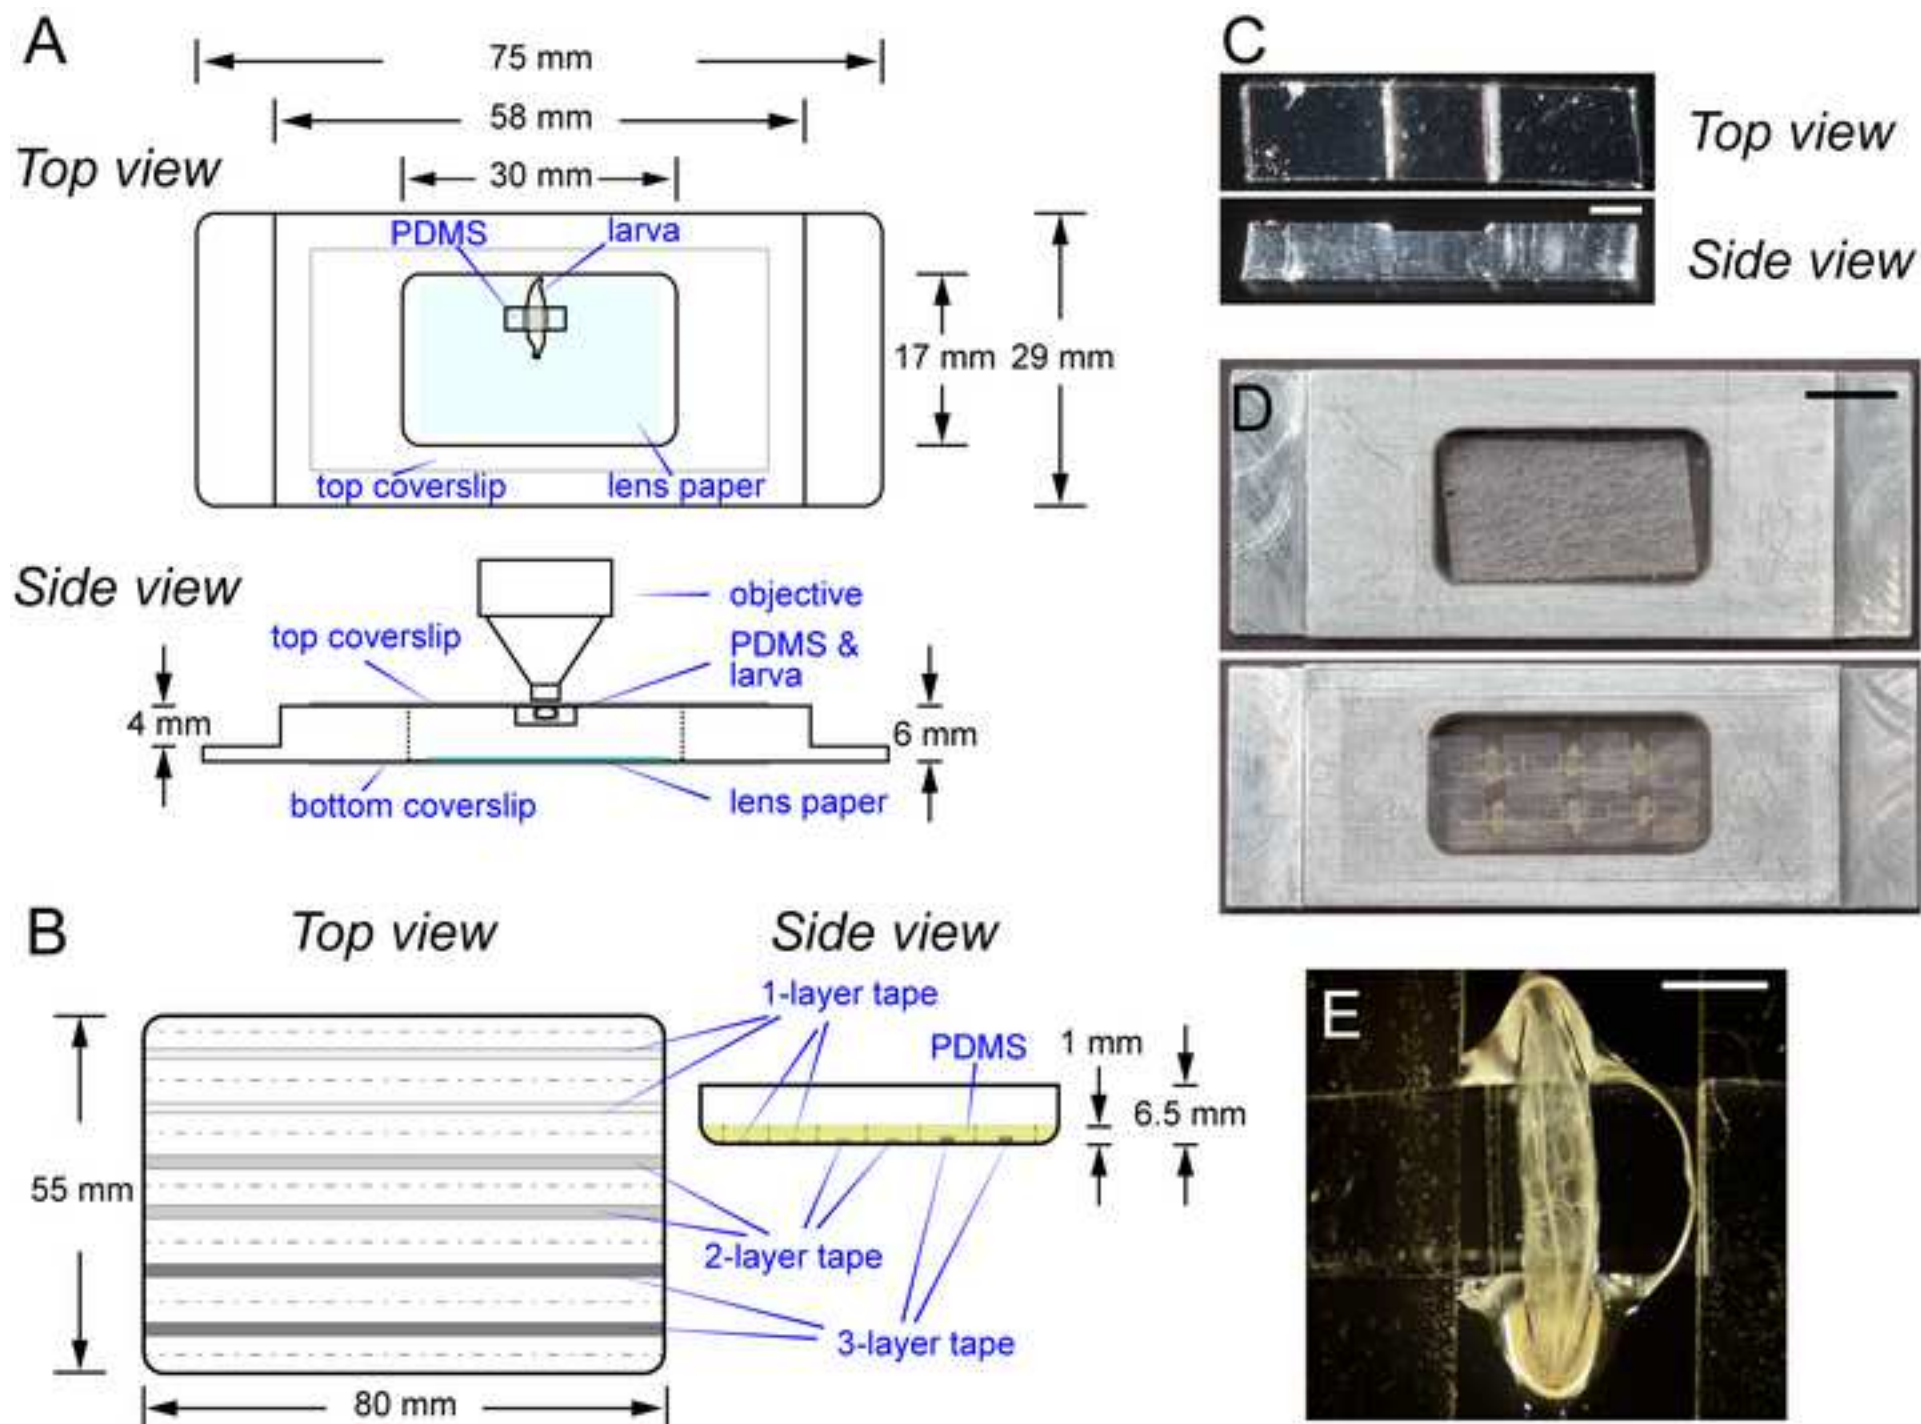 A
75 mm
58 mm
30 mm
Top view
PDMS
larva
17 mm
29 mm
top coverslip
lens paper
Side view
objective
top coverslip
PDMS &
larva
4 mm
6 mm
bottom coverslip
lens paper
B
Top view
Side view
1-layer tape
PDMS
1 mm
6.5 mm
55 mm
2-layer tape
3-layer tape
80 mm
C
Top view
Side view
D
E